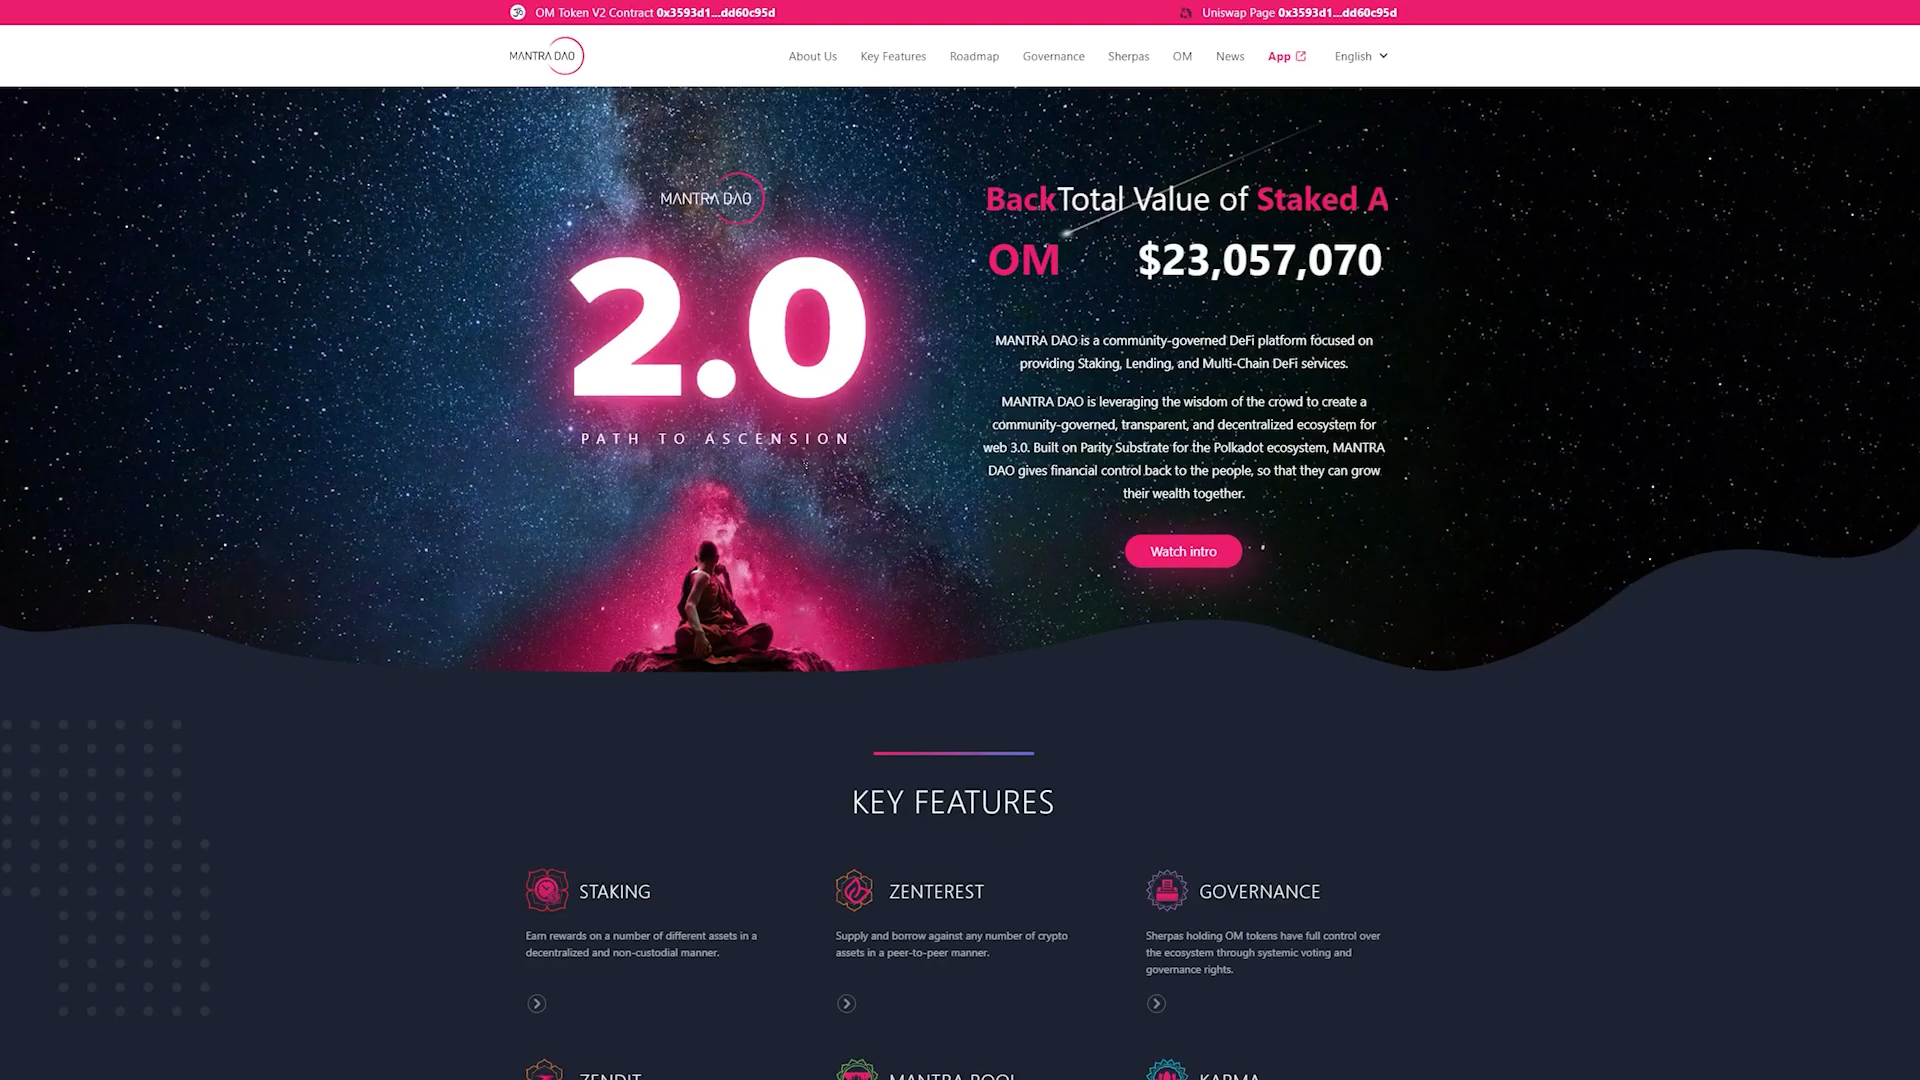 OM Token V2 Contract 0x3593d1...dd60c95d
Uniswap Page 0x3593d1...dd60c95d
MANTRA DAO
About Us
Key Features
Roadmap
Governance
Sherpas
OM
News
App
English
MANTRA DAO
2.0
PATH TO ASCENSION
BackTotal Value of Staked A
OM $23,057,070
MANTRA DAO is a community-governed DeFi platform focused on
providing Staking, Lending, and Multi-Chain DeFi services.
MANTRA DAO is leveraging the wisdom of the crowd to create a
community-governed, transparent, and decentralized ecosystem for
web 3.0. Built on Parity Substrate for the Polkadot ecosystem, MANTRA
DAO gives financial control back to the people, so that they can grow
their wealth together.
Watch intro
KEY FEATURES
STAKING
Earn rewards on a number of different assets in a
decentralized and non-custodial manner.
ZENTEREST
Supply and borrow against any number of crypto
assets in a peer-to-peer manner.
GOVERNANCE
Sherpas holding OM tokens have full control over
the ecosystem through systemic voting and
governance rights.
ZENDIT
MANTRA POOL
KARMA